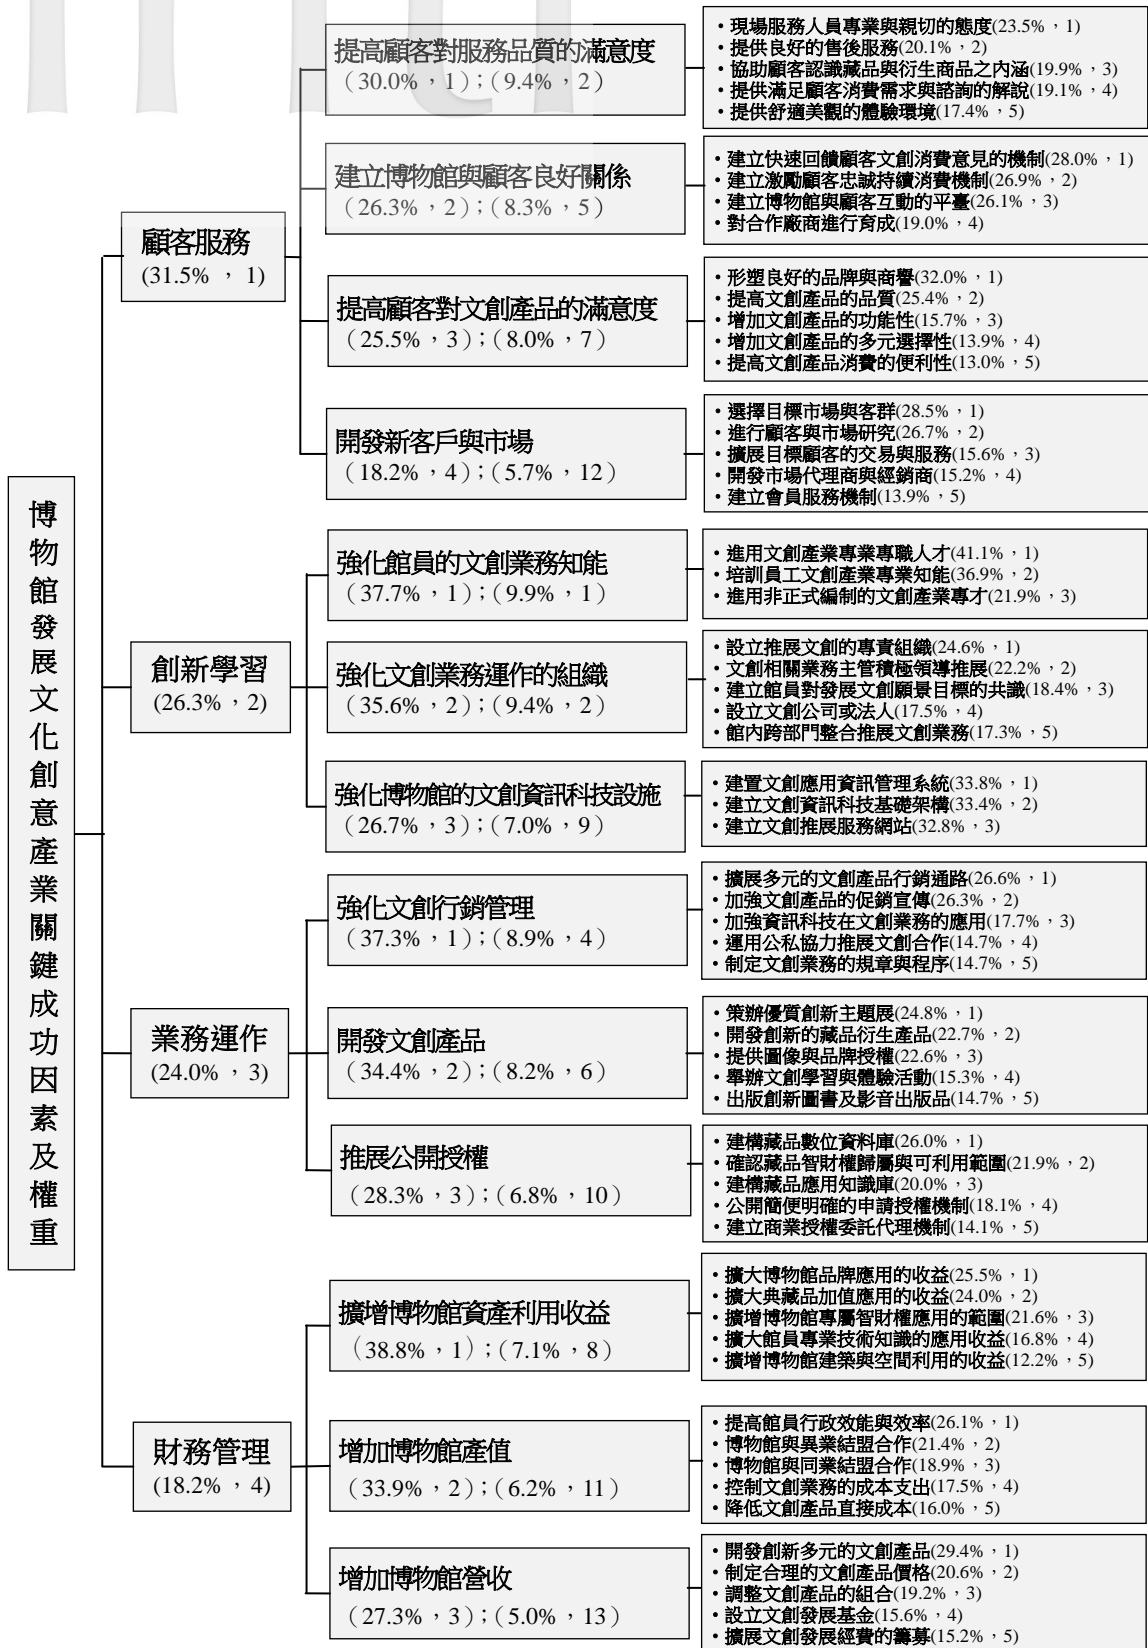 博物館發展文化創意產業關鍵成功因素及權重
顧客服務
(31.5%，1)
提高顧客對服務品質的滿意度
(30.0%，1)；(9.4%，2)
•現場服務人員專業與親切的態度(23.5%，1)
•提供良好的售後服務(20.1%，2)
•協助顧客認識藏品與衍生商品之內涵(19.9%，3)
•提供滿足顧客消費需求與諮詢的解說(19.1%，4)
•提供舒適美觀的體驗環境(17.4%，5)
建立博物館與顧客良好關係
(26.3%，2)；(8.3%，5)
•建立快速回饋顧客文創消費意見的機制(28.0%，1)
•建立激勵顧客忠誠持續消費機制(26.9%，2)
•建立博物館與顧客互動的平臺(26.1%，3)
•對合作廠商進行育成(19.0%，4)
提高顧客對文創產品的滿意度
(25.5%，3)；(8.0%，7)
•形塑良好的品牌與商譽(32.0%，1)
•提高文創產品的品質(25.4%，2)
•增加文創產品的功能性(15.7%，3)
•增加文創產品的多元選擇性(13.9%，4)
•提高文創產品消費的便利性(13.0%，5)
開發新客戶與市場
(18.2%，4)；(5.7%，12)
•選擇目標市場與客群(28.5%，1)
•進行顧客與市場研究(26.7%，2)
•擴展目標顧客的交易與服務(15.6%，3)
•開發市場代理商與經銷商(15.2%，4)
•建立會員服務機制(13.9%，5)
創新學習
(26.3%，2)
強化館員的文創業務知能
(37.7%，1)；(9.9%，1)
•進用文創產業專業專職人才(41.1%，1)
•培訓員工文創產業專業知能(36.9%，2)
•進用非正式編制的文創產業專才(21.9%，3)
強化文創業務運作的組織
(35.6%，2)；(9.4%，2)
•設立推展文創的專責組織(24.6%，1)
•文創相關業務主管積極領導推展(22.2%，2)
•建立館員對發展文創願景目標的共識(18.4%，3)
•設立文創公司或法人(17.5%，4)
•館內跨部門整合推展文創業務(17.3%，5)
強化博物館的文創資訊科技設施
(26.7%，3)；(7.0%，9)
•建置文創應用資訊管理系統(33.8%，1)
•建立文創資訊科技基礎架構(33.4%，2)
•建立文創推展服務網站(32.8%，3)
業務運作
(24.0%，3)
強化文創行銷管理
(37.3%，1)；(8.9%，4)
•擴展多元的文創產品行銷通路(26.6%，1)
•加強文創產品的促銷宣傳(26.3%，2)
•加強資訊科技在文創業務的應用(17.7%，3)
•運用公私協力推展文創合作(14.7%，4)
•制定文創業務的規章與程序(14.7%，5)
開發文創產品
(34.4%，2)；(8.2%，6)
•策辦優質創新主題展(24.8%，1)
•開發創新的藏品衍生產品(22.7%，2)
•提供圖像與品牌授權(22.6%，3)
•舉辦文創學習與體驗活動(15.3%，4)
•出版創新圖書及影音出版品(14.7%，5)
推展公開授權
(28.3%，3)；(6.8%，10)
•建構藏品數位資料庫(26.0%，1)
•確認藏品智財權歸屬與可利用範圍(21.9%，2)
•建構藏品應用知識庫(20.0%，3)
•公開簡便明確的申請授權機制(18.1%，4)
•建立商業授權委託代理機制(14.1%，5)
財務管理
(18.2%，4)
擴增博物館資產利用收益
(38.8%，1)；(7.1%，8)
•擴大博物館品牌應用的收益(25.5%，1)
•擴大典藏品加值應用的收益(24.0%，2)
•擴增博物館專屬智財權應用的範圍(21.6%，3)
•擴大館員專業技術知識的應用收益(16.8%，4)
•擴增博物館建築與空間利用的收益(12.2%，5)
增加博物館產值
(33.9%，2)；(6.2%，11)
•提高館員行政效能與效率(26.1%，1)
•博物館與異業結盟合作(21.4%，2)
•博物館與同業結盟合作(18.9%，3)
•控制文創業務的成本支出(17.5%，4)
•降低文創產品直接成本(16.0%，5)
增加博物館營收
(27.3%，3)；(5.0%，13)
•開發創新多元的文創產品(29.4%，1)
•制定合理的文創產品價格(20.6%，2)
•調整文創產品的組合(19.2%，3)
•設立文創發展基金(15.6%，4)
•擴展文創發展經費的籌募(15.2%，5)